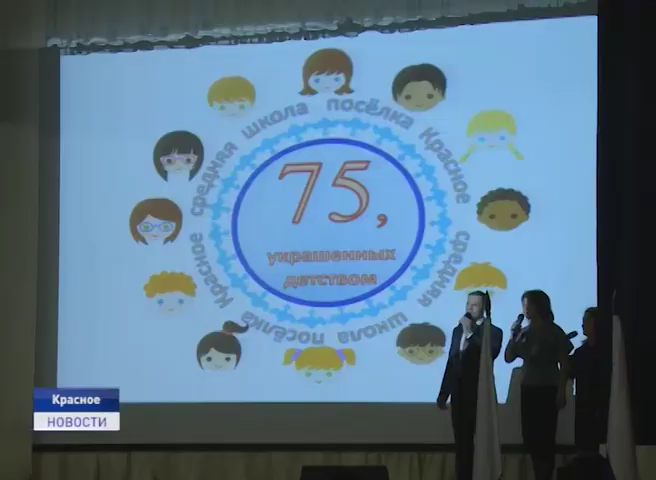 средняя школа посёлка Красное
средняя школа посёлка Красное
75,
украшенных
детством
Красное
НОВОСТИ